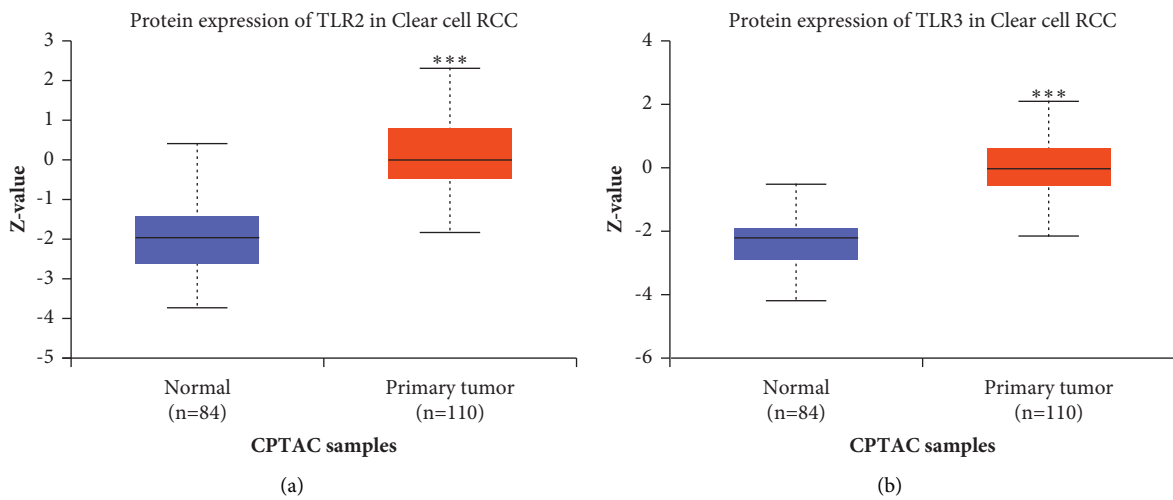 Protein expression of TLR2 in Clear cell RCC
3
2
1
0
-1
-2
-3
-4
-5
Z-value
***
Normal
(n=84)
Primary tumor
(n=110)
CPTAC samples
(a)
Protein expression of TLR3 in Clear cell RCC
4
2
0
-2
-4
-6
Z-value
***
Normal
(n=84)
Primary tumor
(n=110)
CPTAC samples
(b)